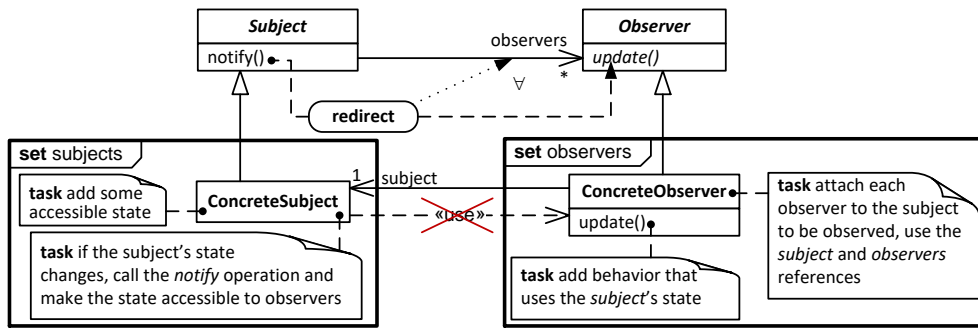 Subject
Observer
observers
notify()
update()
*
∀
redirect
set subjects
set observers
task add some
accessible state
ConcreteSubject
1
subject
«use»
ConcreteObserver
update()
task attach each
observer to the subject
to be observed, use the
subject and observers
references
task if the subject’s state
changes, call the notify operation and
make the state accessible to observers
task add behavior that
uses the subject’s state